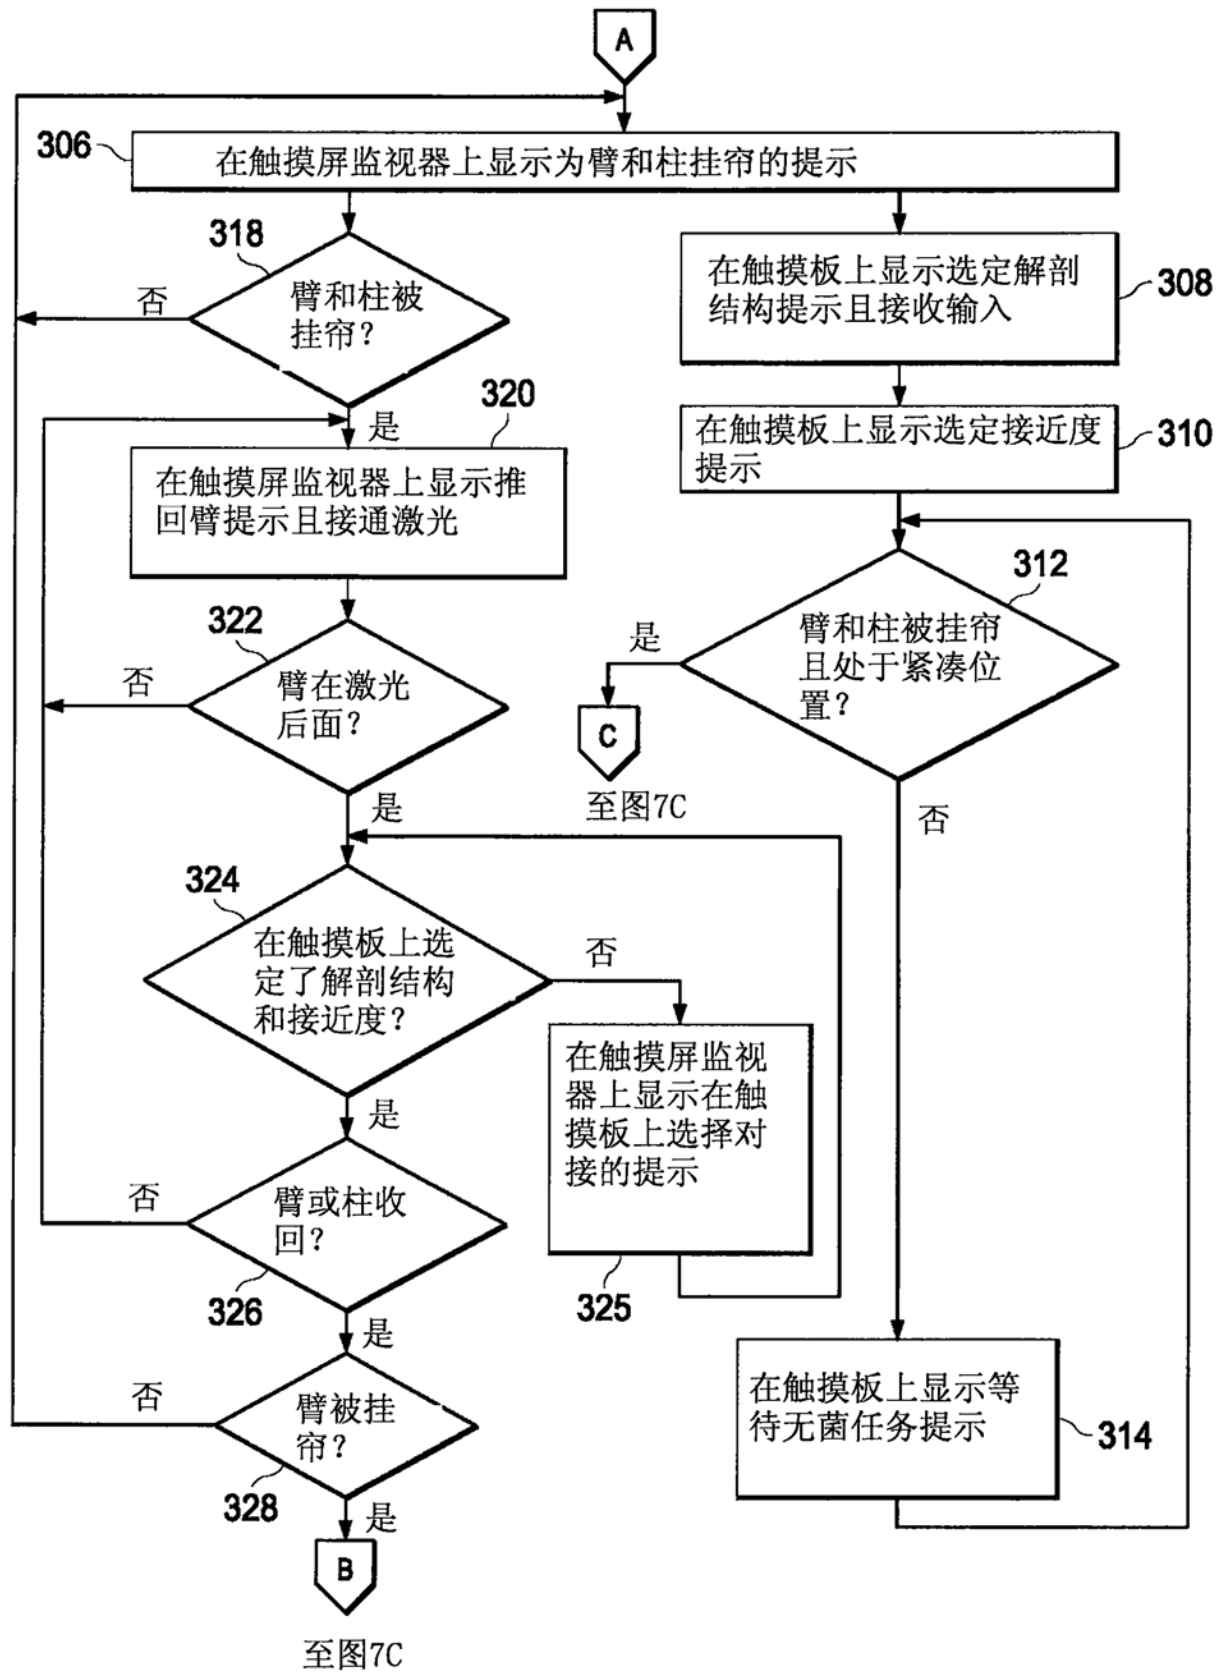 A
306
在触摸屏监视器上显示为臂和柱挂帘的提示
318
臂和柱被
挂帘?
否
是
308
在触摸板上显示选定解剖
结构提示且接收输入
310
在触摸板上显示选定接近度
提示
320
在触摸屏监视器上显示推
回臂提示且接通激光
312
臂和柱被挂帘
且处于紧凑位
置?
是
C
至图7C
否
322
臂在激光
后面?
否
是
324
在触摸板上选
定了解剖结构
和接近度?
否
是
在触摸屏监视
器上显示在触
摸板上选择对
接的提示
325
臂或柱收
回?
否
326
是
314
在触摸板上显示等
待无菌任务提示
臂被挂
帘?
否
328
是
B
至图7C